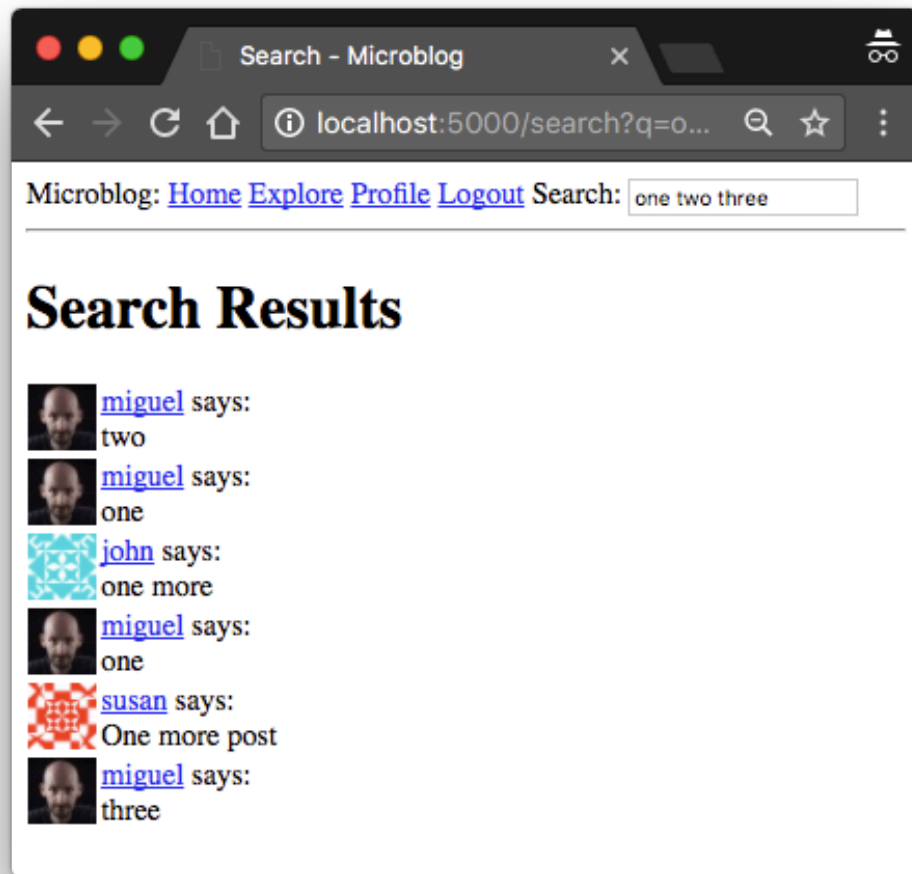 Search - Microblog
localhost:5000/search?q=o...
Microblog: Home Explore Profile Logout Search: one two three
Search Results
miguel says:
two
miguel says:
one
john says:
one more
miguel says:
one
susan says:
One more post
miguel says:
three